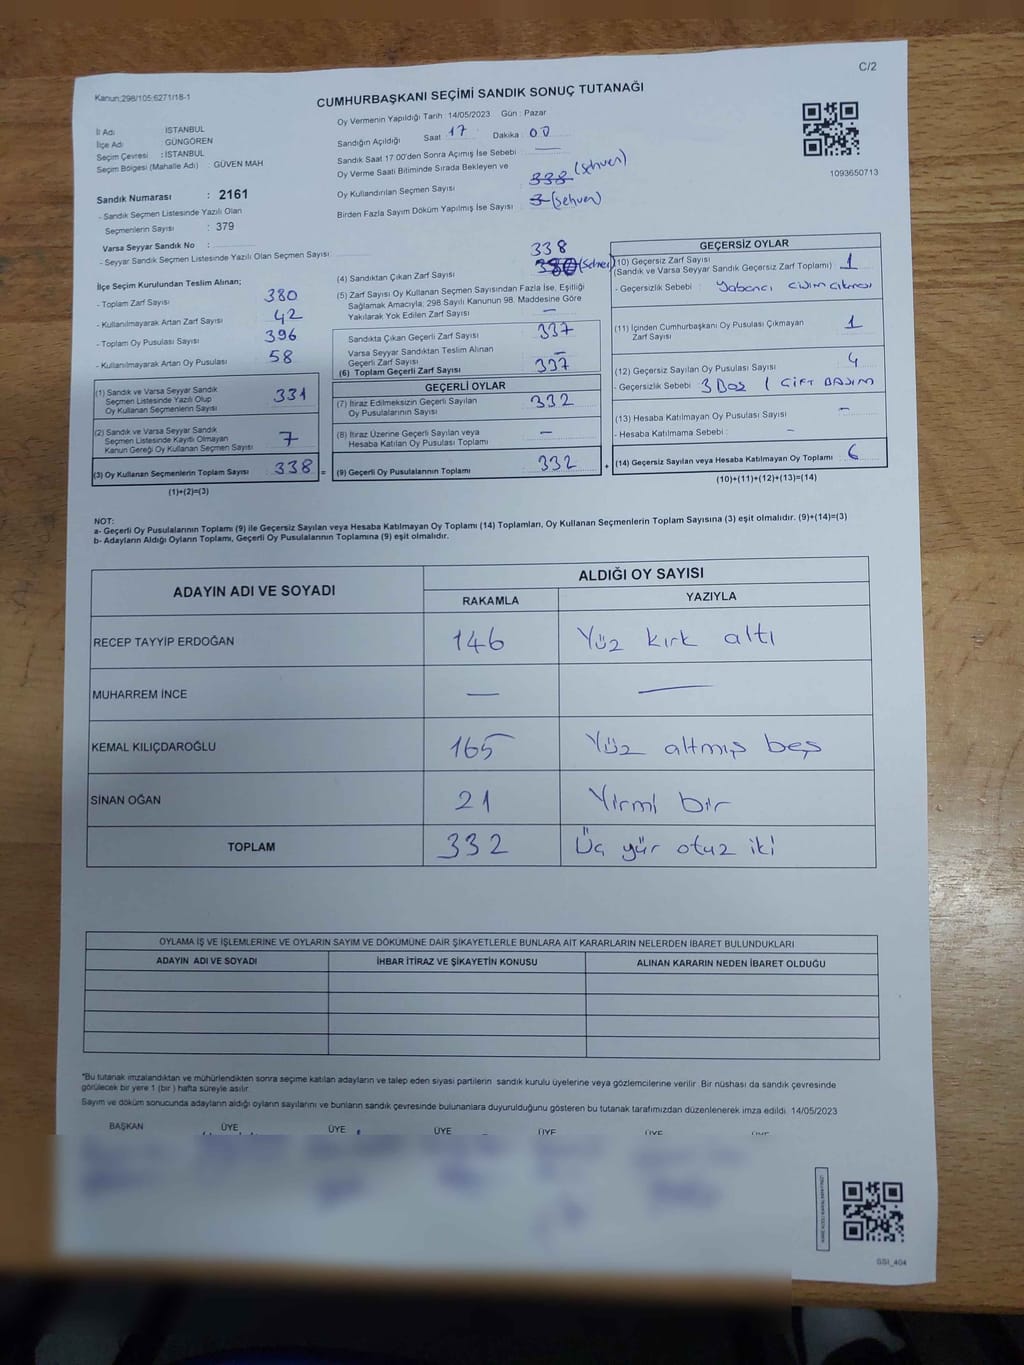 C/2
Kanun:298/105;6271/18-1
CUMHURBAŞKANI SEÇİMİ SANDIK SONUÇ TUTANAĞI
İl Adı : İSTANBUL
İlçe Adı : GÜNGÖREN
Seçim Çevresi : İSTANBUL
Seçim Bölgesi (Mahalle Adı) : GÜVEN MAH
Sandık Numarası : 2161
- Sandık Seçmen Listesinde Yazılı Olan
Seçmenlerin Sayısı : 379
Varsa Seyyar Sandık No :
- Seyyar Sandık Seçmen Listesinde Yazılı Olan Seçmen Sayısı:
Oy Vermenin Yapıldığı Tarih : 14/05/2023 Gün : Pazar
Sandığın Açıldığı Saat : 17 Dakika : 00
Sandık Saat 17.00'den Sonra Açımış İse Sebebi : —
Oy Verme Saati Bitiminde Sırada Bekleyen ve
Oy Kullandırılan Seçmen Sayısı : 338 (sehven)
Birden Fazla Sayım Döküm Yapılmış İse Sayısı : 3 (sehven)
1093650713
İlçe Seçim Kurulundan Teslim Alınan;
- Toplam Zarf Sayısı 380
- Kullanılmayarak Artan Zarf Sayısı 42
- Toplam Oy Pusulası Sayısı 396
- Kullanılmayarak Artan Oy Pusulası 58
(1) Sandık ve Varsa Seyyar Sandık
Seçmen Listesinde Yazılı Olup
Oy Kullanan Seçmenlerin Sayısı 331
(2) Sandık ve Varsa Seyyar Sandık
Seçmen Listesinde Kayıtlı Olmayan
Kanun Gereği Oy Kullanan Seçmen Sayısı 7
(3) Oy Kullanan Seçmenlerin Toplam Sayısı 338 =
(1)+(2)=(3)
338
(4) Sandıktan Çıkan Zarf Sayısı 380
(5) Zarf Sayısı Oy Kullanan Seçmen Sayısından Fazla İse, Eşitliği
Sağlamak Amacıyla; 298 Sayılı Kanunun 98. Maddesine Göre
Yakılarak Yok Edilen Zarf Sayısı —
Sandıkta Çıkan Geçerli Zarf Sayısı 337
Varsa Seyyar Sandıktan Teslim Alınan
Geçerli Zarf Sayısı —
(6) Toplam Geçerli Zarf Sayısı 337
GEÇERLİ OYLAR
(7) İtiraz Edilmeksizin Geçerli Sayılan
Oy Pusulalarının Sayısı 332
(8) İtiraz Üzerine Geçerli Sayılan veya
Hesaba Katılan Oy Pusulası Toplamı —
(9) Geçerli Oy Pusulalarının Toplamı 332 +
GEÇERSİZ OYLAR
(10) Geçersiz Zarf Sayısı
(Sandık ve Varsa Seyyar Sandık Geçersiz Zarf Toplamı) 1
- Geçersizlik Sebebi : Yabancı cisim çıkması
(11) İçinden Cumhurbaşkanı Oy Pusulası Çıkmayan
Zarf Sayısı 1
(12) Geçersiz Sayılan Oy Pusulası Sayısı 4
- Geçersizlik Sebebi : 3 BOŞ 1 ÇİFT BASIM
(13) Hesaba Katılmayan Oy Pusulası Sayısı —
- Hesaba Katılmama Sebebi : —
(14) Geçersiz Sayılan veya Hesaba Katılmayan Oy Toplamı 6
(10)+(11)+(12)+(13)=(14)
NOT:
a- Geçerli Oy Pusulalarının Toplamı (9) ile Geçersiz Sayılan veya Hesaba Katılmayan Oy Toplamı (14) Toplamları, Oy Kullanan Seçmenlerin Toplam Sayısına (3) eşit olmalıdır. (9)+(14)=(3)
b- Adayların Aldığı Oyların Toplamı, Geçerli Oy Pusulalarının Toplamına (9) eşit olmalıdır.
ADAYIN ADI VE SOYADI
ALDIĞI OY SAYISI
RAKAMLA YAZIYLA
RECEP TAYYİP ERDOĞAN 146 Yüz kırk altı
MUHARREM İNCE — —
KEMAL KILIÇDAROĞLU 165 Yüz altmış beş
SİNAN OĞAN 21 Yirmi bir
TOPLAM 332 Üç yüz otuz iki
OYLAMA İŞ VE İŞLEMLERİNE VE OYLARIN SAYIM VE DÖKÜMÜNE DAİR ŞİKAYETLERLE BUNLARA AİT KARARLARIN NELERDEN İBARET BULUNDUKLARI
ADAYIN ADI VE SOYADI İHBAR İTİRAZ VE ŞİKAYETİN KONUSU ALINAN KARARIN NEDEN İBARET OLDUĞU
*Bu tutanak imzalandıktan ve mühürlendikten sonra seçime katılan adayların ve talep eden siyasi partilerin sandık kurulu üyelerine veya gözlemcilerine verilir. Bir nüshası da sandık çevresinde
görülecek bir yere 1 (bir ) hafta süreyle asılır.
Sayım ve döküm sonucunda adayların aldığı oyların sayılarını ve bunların sandık çevresinde bulunanlara duyurulduğunu gösteren bu tutanak tarafımızdan düzenlenerek imza edildi. 14/05/2023
BAŞKAN ÜYE ÜYE ÜYE ÜYE ÜYE
SSI_404